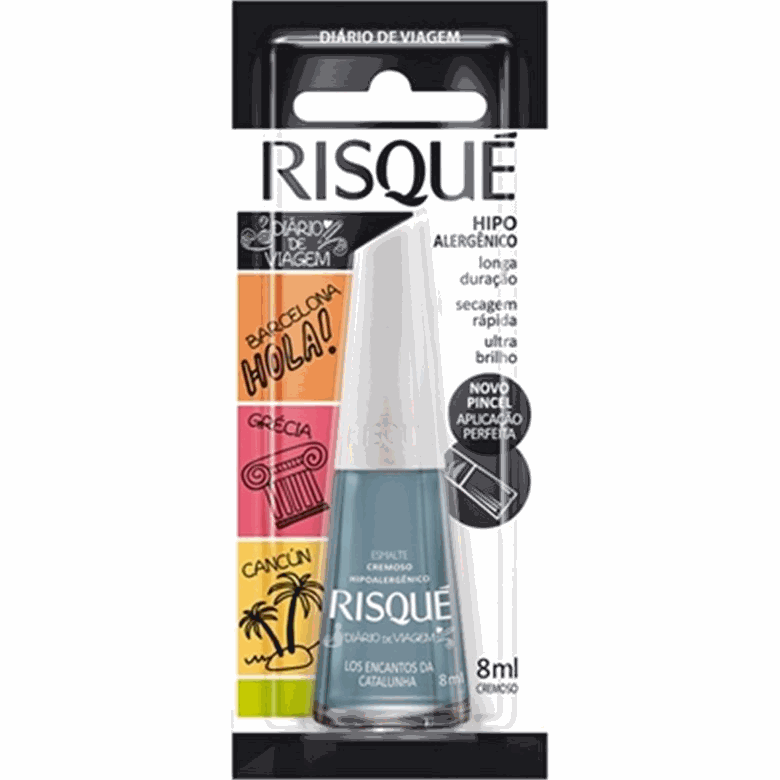 DIÁRIO DE VIAGEM
RISQUÉ
DIÁRIO
DE
VIAGEM
HIPO
ALERGÊNICO
longa
duração
secagem
rápida
ultra
brilho
BARCELONA
HOLA!
NOVO
PINCEL
APLICAÇÃO
PERFEITA
GRÉCIA
CANCÚN
ESMALTE
CREMOSO
HIPOALERGÊNICO
RISQUÉ
DIÁRIO DE VIAGEM
LOS ENCANTOS DA
CATALUNHA
8ml
8ml
CREMOSO